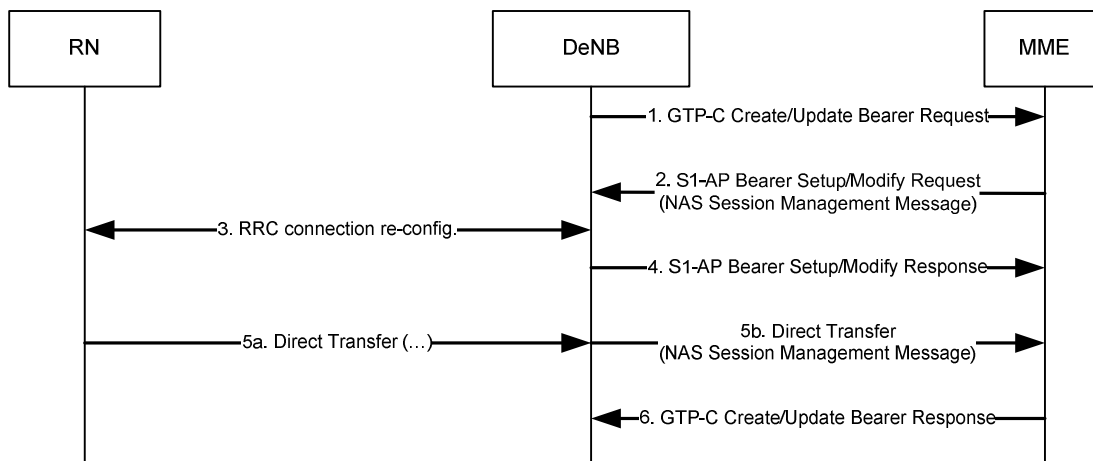 RN
DeNB
MME
1. GTP-C Create/Update Bearer Request
2. S1-AP Bearer Setup/Modify Request
(NAS Session Management Message)
3. RRC connection re-config.
4. S1-AP Bearer Setup/Modify Response
5a. Direct Transfer (…)
5b. Direct Transfer
(NAS Session Management Message)
6. GTP-C Create/Update Bearer Response